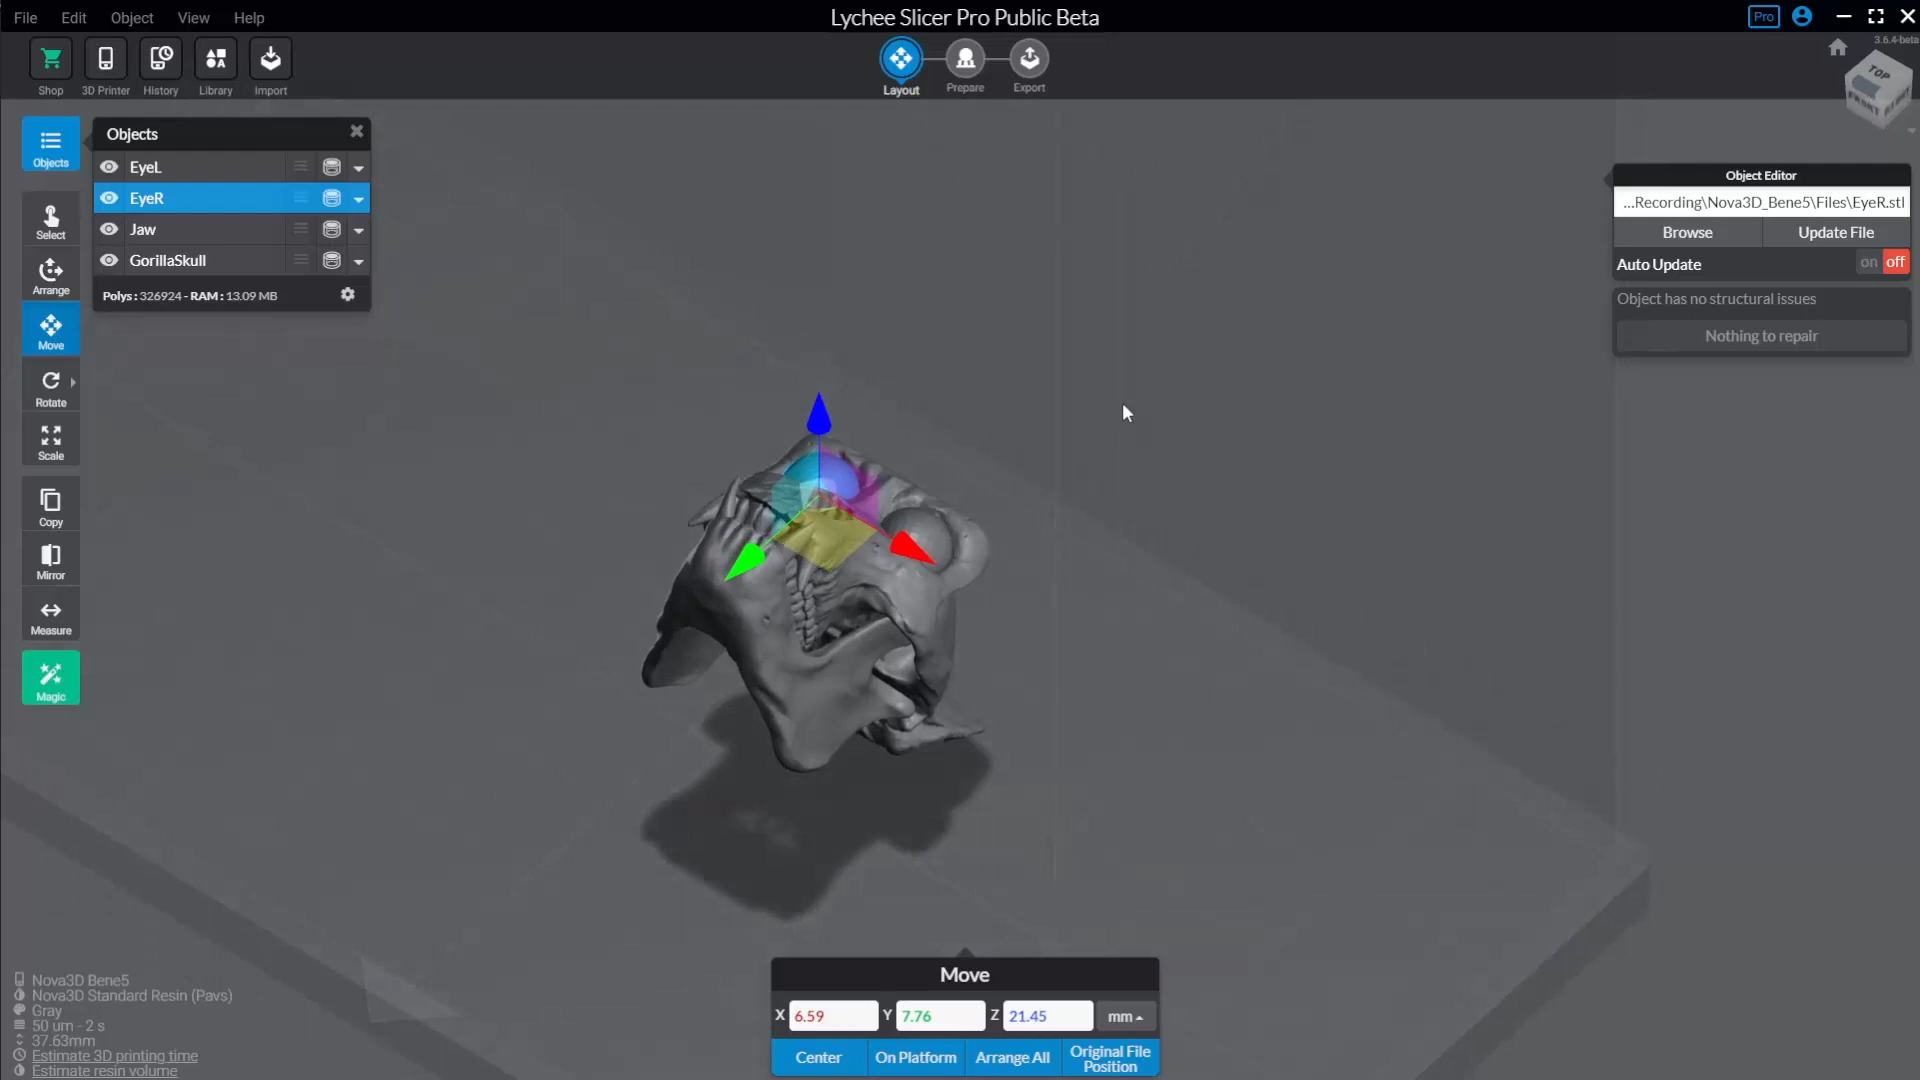 File Edit Object View Help
Lychee Slicer Pro Public Beta
Pro
3.6.4-beta
Shop 3D Printer History Library Import
Layout Prepare Export
TOP
FRONT
Objects
Objects
EyeL
EyeR
Jaw
GorillaSkull
Polys : 326924 - RAM : 13.09 MB
Select
Arrange
Move
Rotate
Scale
Copy
Mirror
Measure
Magic
Object Editor
...Recording\Nova3D_Bene5\Files\EyeR.stl
Browse Update File
Auto Update on off
Object has no structural issues
Nothing to repair
Nova3D Bene5
Nova3D Standard Resin (Pavs)
Gray
50 um - 2 s
37.63mm
Estimate 3D printing time
Estimate resin volume
Move
X 6.59 Y 7.76 Z 21.45 mm
Center On Platform Arrange All Original File Position